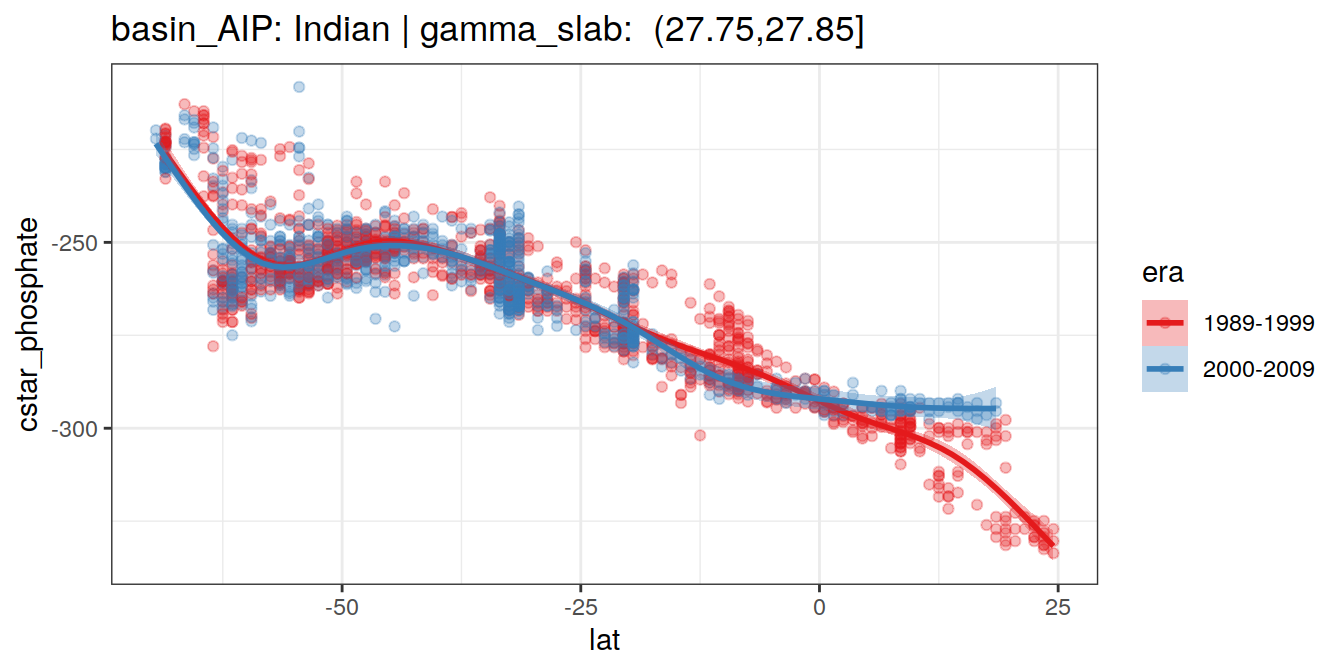 basin_AIP: Indian | gamma_slab:  (27.75,27.85]
cstar_phosphate
-250
-300
-50
-25
0
25
lat
era
1989-1999
2000-2009